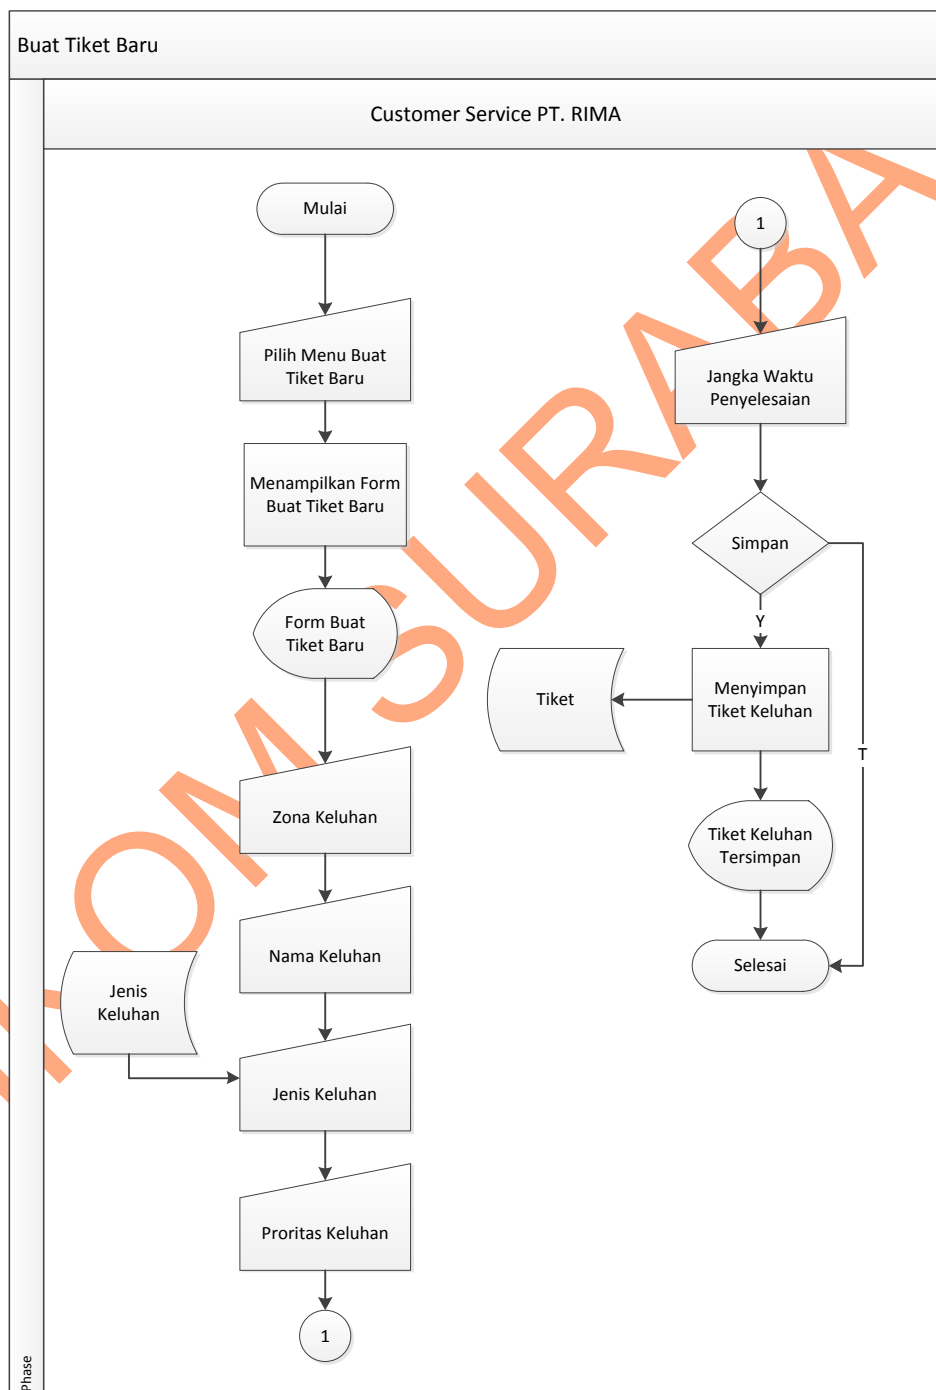 Buat Tiket Baru
Customer Service PT. RIMA
Mulai
Pilih Menu Buat
Tiket Baru
Menampilkan Form
Buat Tiket Baru
Form Buat
Tiket Baru
Zona Keluhan
Nama Keluhan
Jenis
Keluhan
Jenis Keluhan
Proritas Keluhan
1
1
Jangka Waktu
Penyelesaian
Simpan
Y
T
Menyimpan
Tiket Keluhan
Tiket
Tiket Keluhan
Tersimpan
Selesai
Phase
OM SURABA